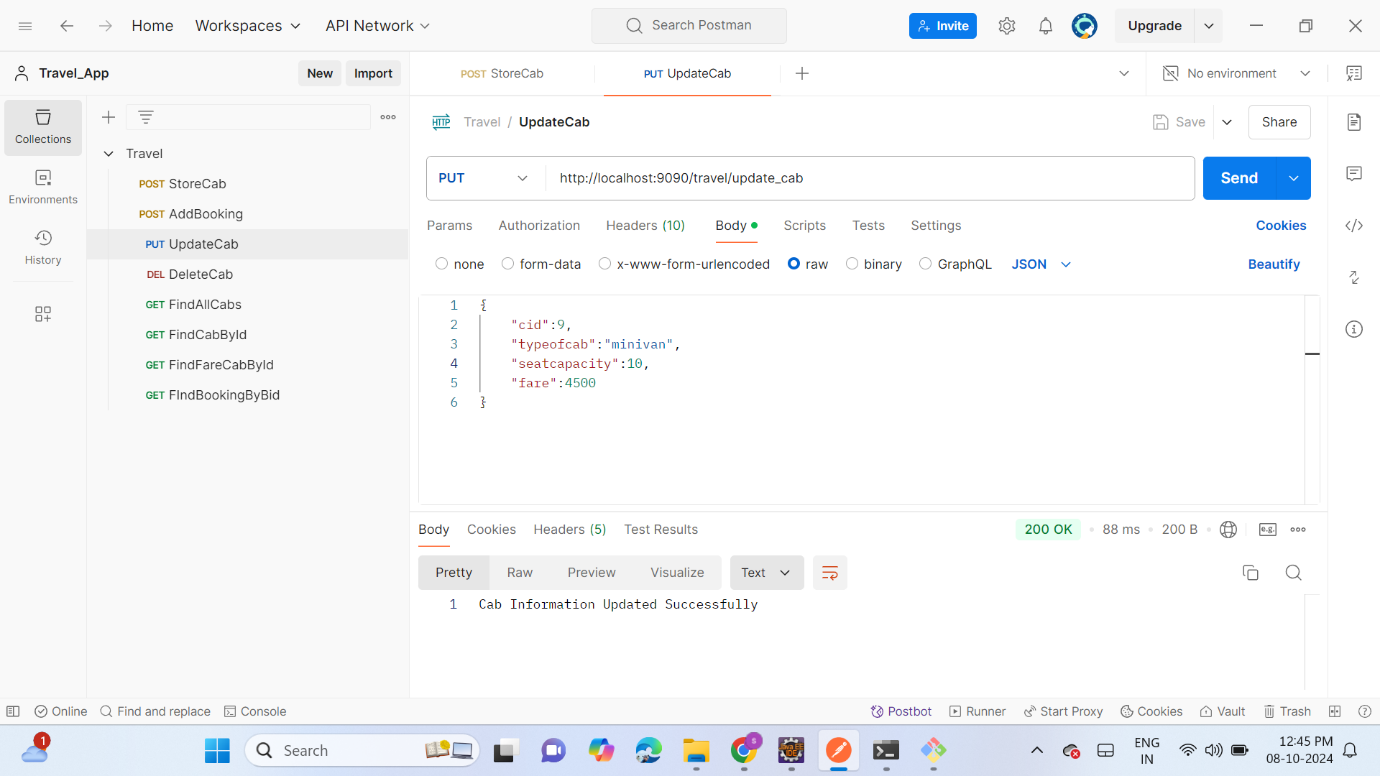 Home
Workspaces
API Network
Search Postman
Invite
Upgrade
Travel_App
New
Import
POST StoreCab
PUT UpdateCab
No environment
Collections
Environments
History
Travel
POST StoreCab
POST AddBooking
PUT UpdateCab
DEL DeleteCab
GET FindAllCabs
GET FindCabById
GET FindFareCabById
GET FIndBookingByBid
HTTP Travel / UpdateCab
Save
Share
PUT
http://localhost:9090/travel/update_cab
Send
Params
Authorization
Headers (10)
Body
Scripts
Tests
Settings
Cookies
none
form-data
x-www-form-urlencoded
raw
binary
GraphQL
JSON
Beautify
1 {
2 "cid":9,
3 "typeofcab":"minivan",
4 "seatcapacity":10,
5 "fare":4500
6 }
Body
Cookies
Headers (5)
Test Results
200 OK
88 ms
200 B
e.g.
Pretty
Raw
Preview
Visualize
Text
1 Cab Information Updated Successfully
Online
Find and replace
Console
Postbot
Runner
Start Proxy
Cookies
Vault
Trash
1
Search
S
Java EE
IDE
ENG
IN
12:45 PM
08-10-2024